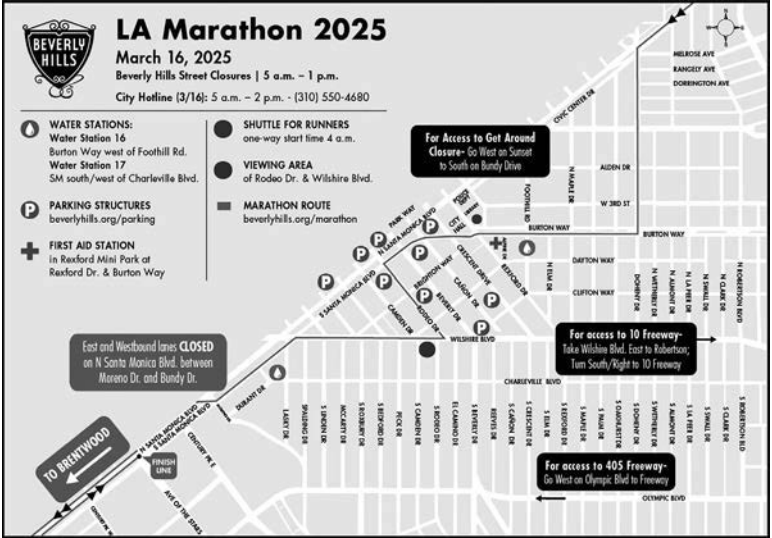 BEVERLY
HILLS
LA Marathon 2025
March 16, 2025
Beverly Hills Street Closures | 5 a.m. – 1 p.m.
City Hotline (3/16): 5 a.m. – 2 p.m. - (310) 550-4680
WATER STATIONS:
Water Station 16
Burton Way west of Foothill Rd.
Water Station 17
SM south/west of Charleville Blvd.
PARKING STRUCTURES
beverlyhills.org/parking
FIRST AID STATION
in Rexford Mini Park at
Rexford Dr. & Burton Way
SHUTTLE FOR RUNNERS
one-way start time 4 a.m.
VIEWING AREA
of Rodeo Dr. & Wilshire Blvd.
MARATHON ROUTE
beverlyhills.org/marathon
N
W
E
S
MELROSE AVE
RANGELY AVE
DORRINGTON AVE
CIVIC CENTER DR
For Access to Get Around
Closure- Go West on Sunset
to South on Bundy Drive
ALDEN DR
W 3RD ST
N MAPLE DR
FOOTHILL RD
PARK WAY
N SANTA MONICA BLVD
POLICE
DEPT
LIBRARY
CITY
HALL
BURTON WAY
BURTON WAY
S SANTA MONICA BLVD
BRIGHTON WAY
CRESCENT DRIVE
CAÑON DR
BEVERLY DR
RODEO DR
CAMDEN DR
REXFORD DR
N ELM DR
DAYTON WAY
CLIFTON WAY
DOHENY DR
N WETHERLY DR
N ALMONT DR
N LA PEER DR
N SWALL DR
N CLARK DR
N ROBERTSON BLVD
WILSHIRE BLVD
For access to 10 Freeway-
Take Wilshire Blvd. East to Robertson;
Turn South/Right to 10 Freeway
East and Westbound lanes CLOSED
on N Santa Monica Blvd. between
Moreno Dr. and Bundy Dr.
CHARLEVILLE BLVD
DURANT DR
LASKY DR
SPALDING DR
S LINDEN DR
MCCARTY DR
S ROXBURY DR
S BEDFORD DR
PECK DR
S CAMDEN DR
S RODEO DR
EL CAMINO DR
S BEVERLY DR
REEVES DR
S CAÑON DR
S CRESCENT DR
S ELM DR
S REXFORD DR
S MAPLE DR
S PALM DR
S OAKHURST DR
S DOHENY DR
S WETHERLY DR
S ALMONT DR
S LA PEER DR
S SWALL DR
S CLARK DR
S ROBERTSON BLD
N SANTA MONICA BLVD
S SANTA MONICA BLVD
CENTURY PK E
TO BRENTWOOD
FINISH
LINE
AVE OF THE STARS
For access to 405 Freeway-
Go West on Olympic Blvd to Freeway
OLYMPIC BLVD